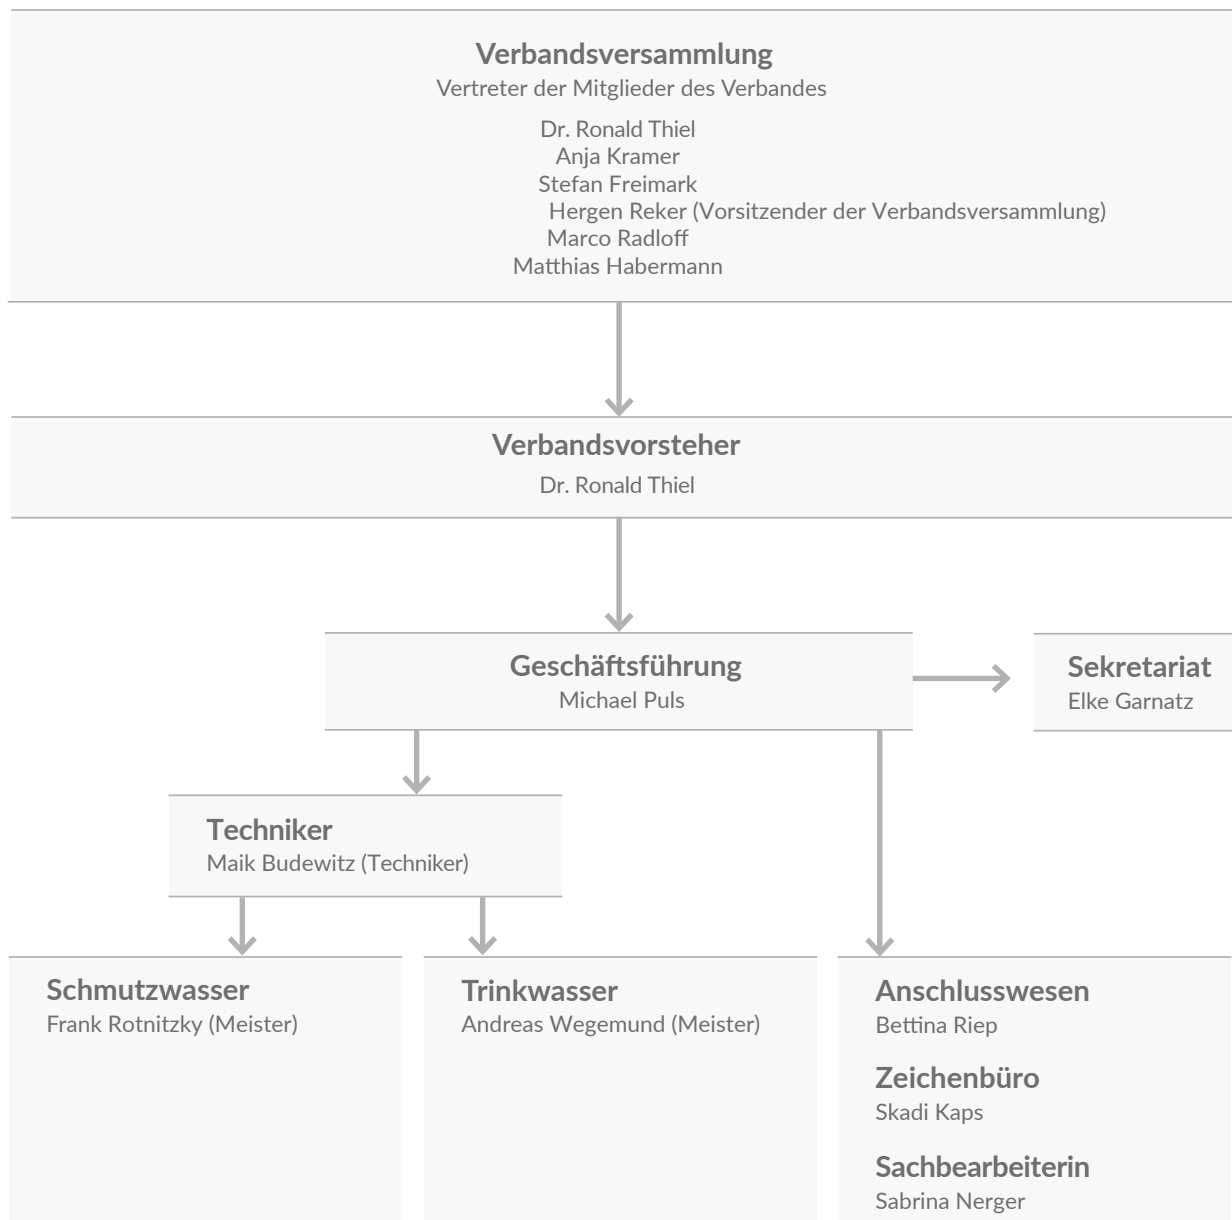 Verbandsversammlung
Vertreter der Mitglieder des Verbandes
Dr. Ronald Thiel
Anja Kramer
Stefan Freimark
Hergen Reker (Vorsitzender der Verbandsversammlung)
Marco Radloff
Matthias Habermann
Verbandsvorsteher
Dr. Ronald Thiel
Geschäftsführung
Michael Puls
Sekretariat
Elke Garnatz
Techniker
Maik Budewitz (Techniker)
Schmutzwasser
Frank Rotnitzky (Meister)
Trinkwasser
Andreas Wegemund (Meister)
Anschlusswesen
Bettina Riep
Zeichenbüro
Skadi Kaps
Sachbearbeiterin
Sabrina Nerger